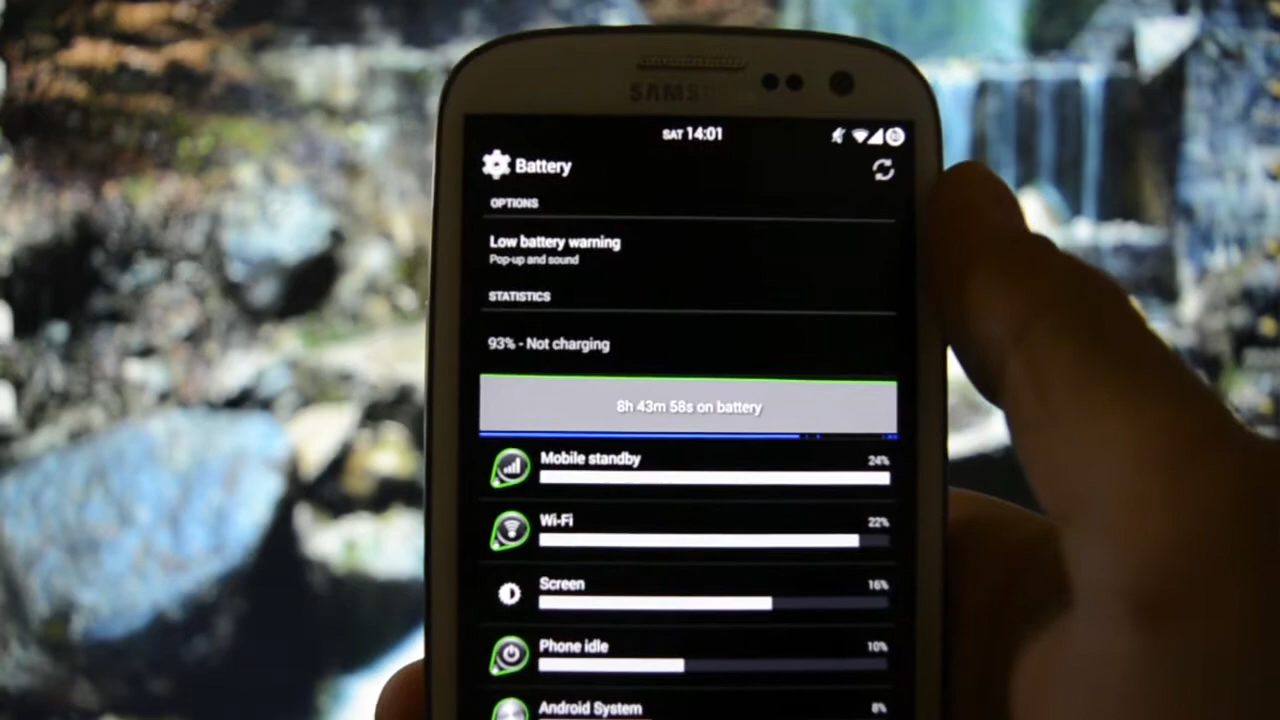 SAMSUNG
SAT 14:01
Battery
OPTIONS
Low battery warning
Pop-up and sound
STATISTICS
93% - Not charging
8h 43m 58s on battery
Mobile standby 24%
Wi-Fi 22%
Screen 16%
Phone idle 10%
Android System 8%